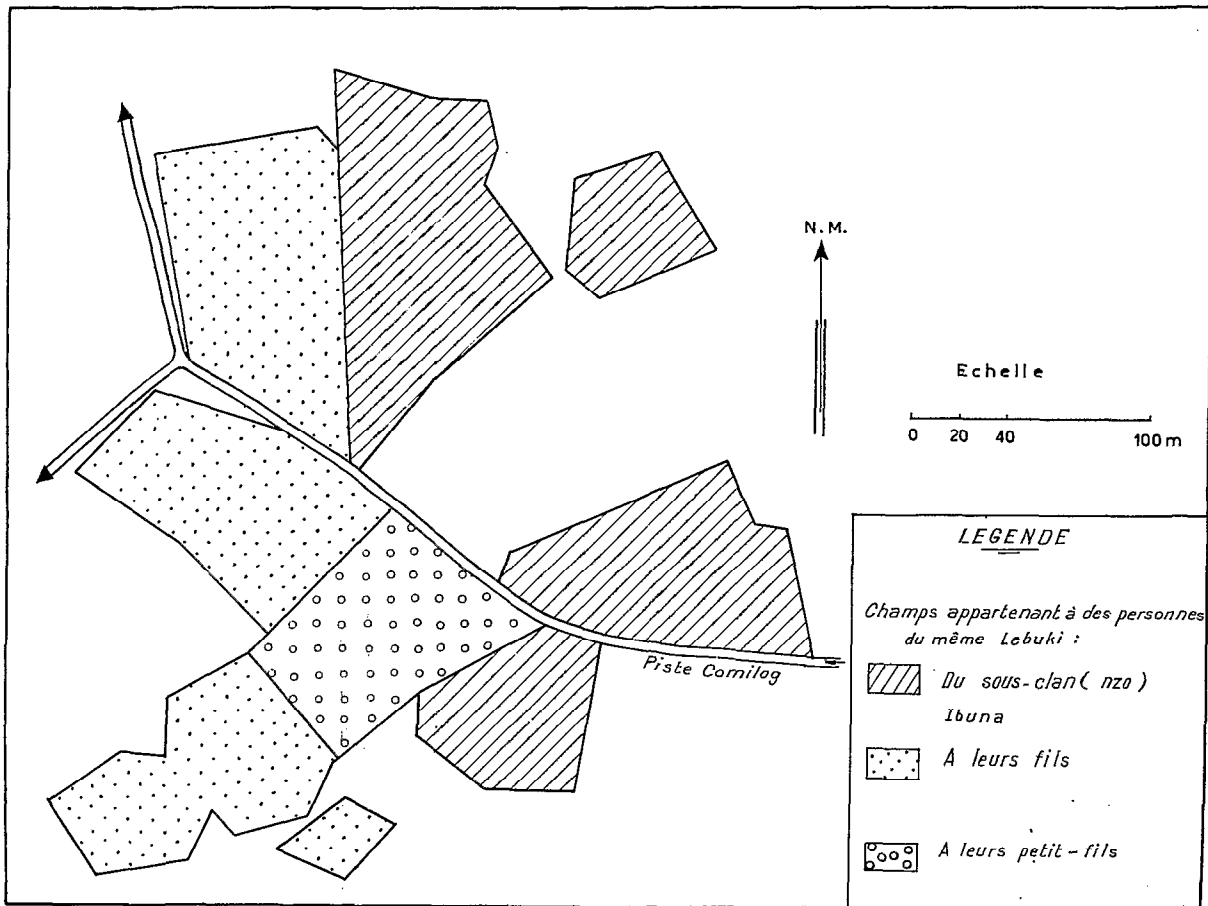 N.M.
Echelle
0 20 40 100 m
Piste Comilog
LEGENDE
Champs appartenant à des personnes
du même Lebuki :
Du sous-clan ( nzo )
Ibuna
A leurs fils
A leurs petit-fils